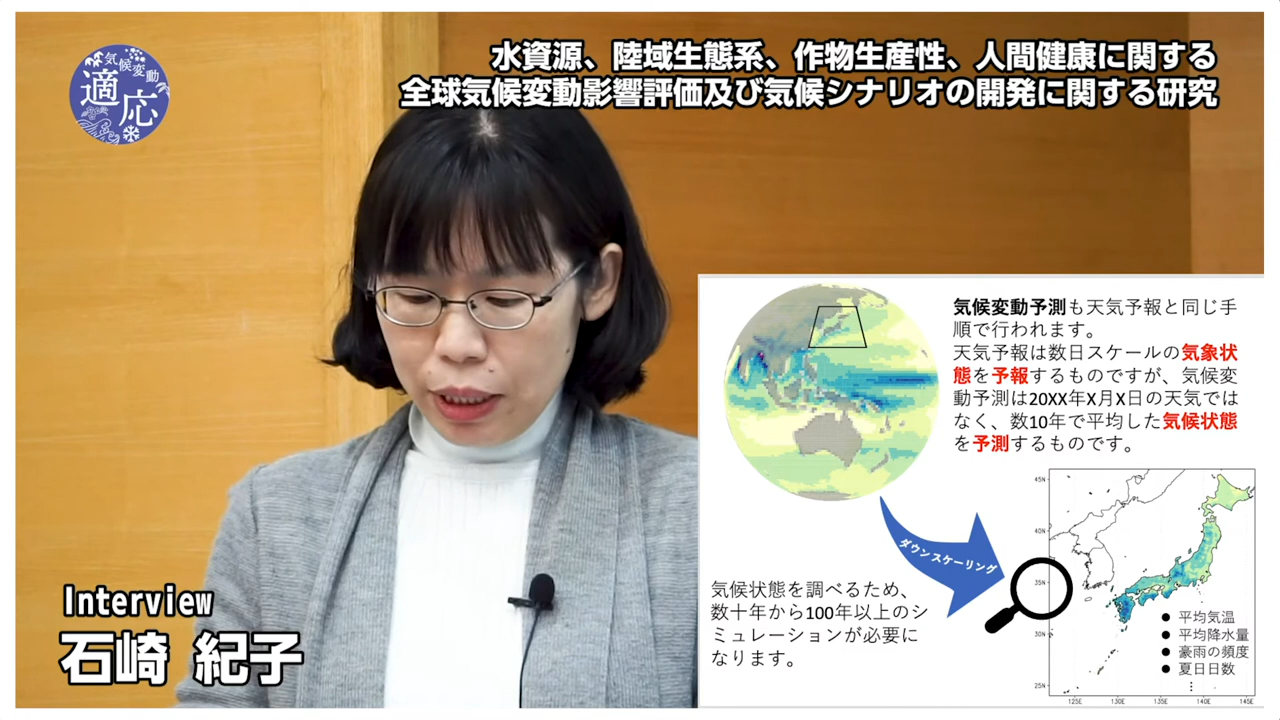 気候変動
適応
水資源、陸域生態系、作物生産性、人間健康に関する
全球気候変動影響評価及び気候シナリオの開発に関する研究
気候変動予測も天気予報と同じ手
順で行われます。
天気予報は数日スケールの気象状
態を予報するものですが、気候変
動予測は20XX年X月X日の天気では
なく、数10年で平均した気候状態
を予測するものです。
ダウンスケーリング
気候状態を調べるため、
数十年から100年以上のシ
ミュレーションが必要に
なります。
45N
40N
35N
30N
25N
125E 130E 135E 140E 145E
● 平均気温
● 平均降水量
● 豪雨の頻度
● 夏日日数
⋮
Interview
石崎 紀子